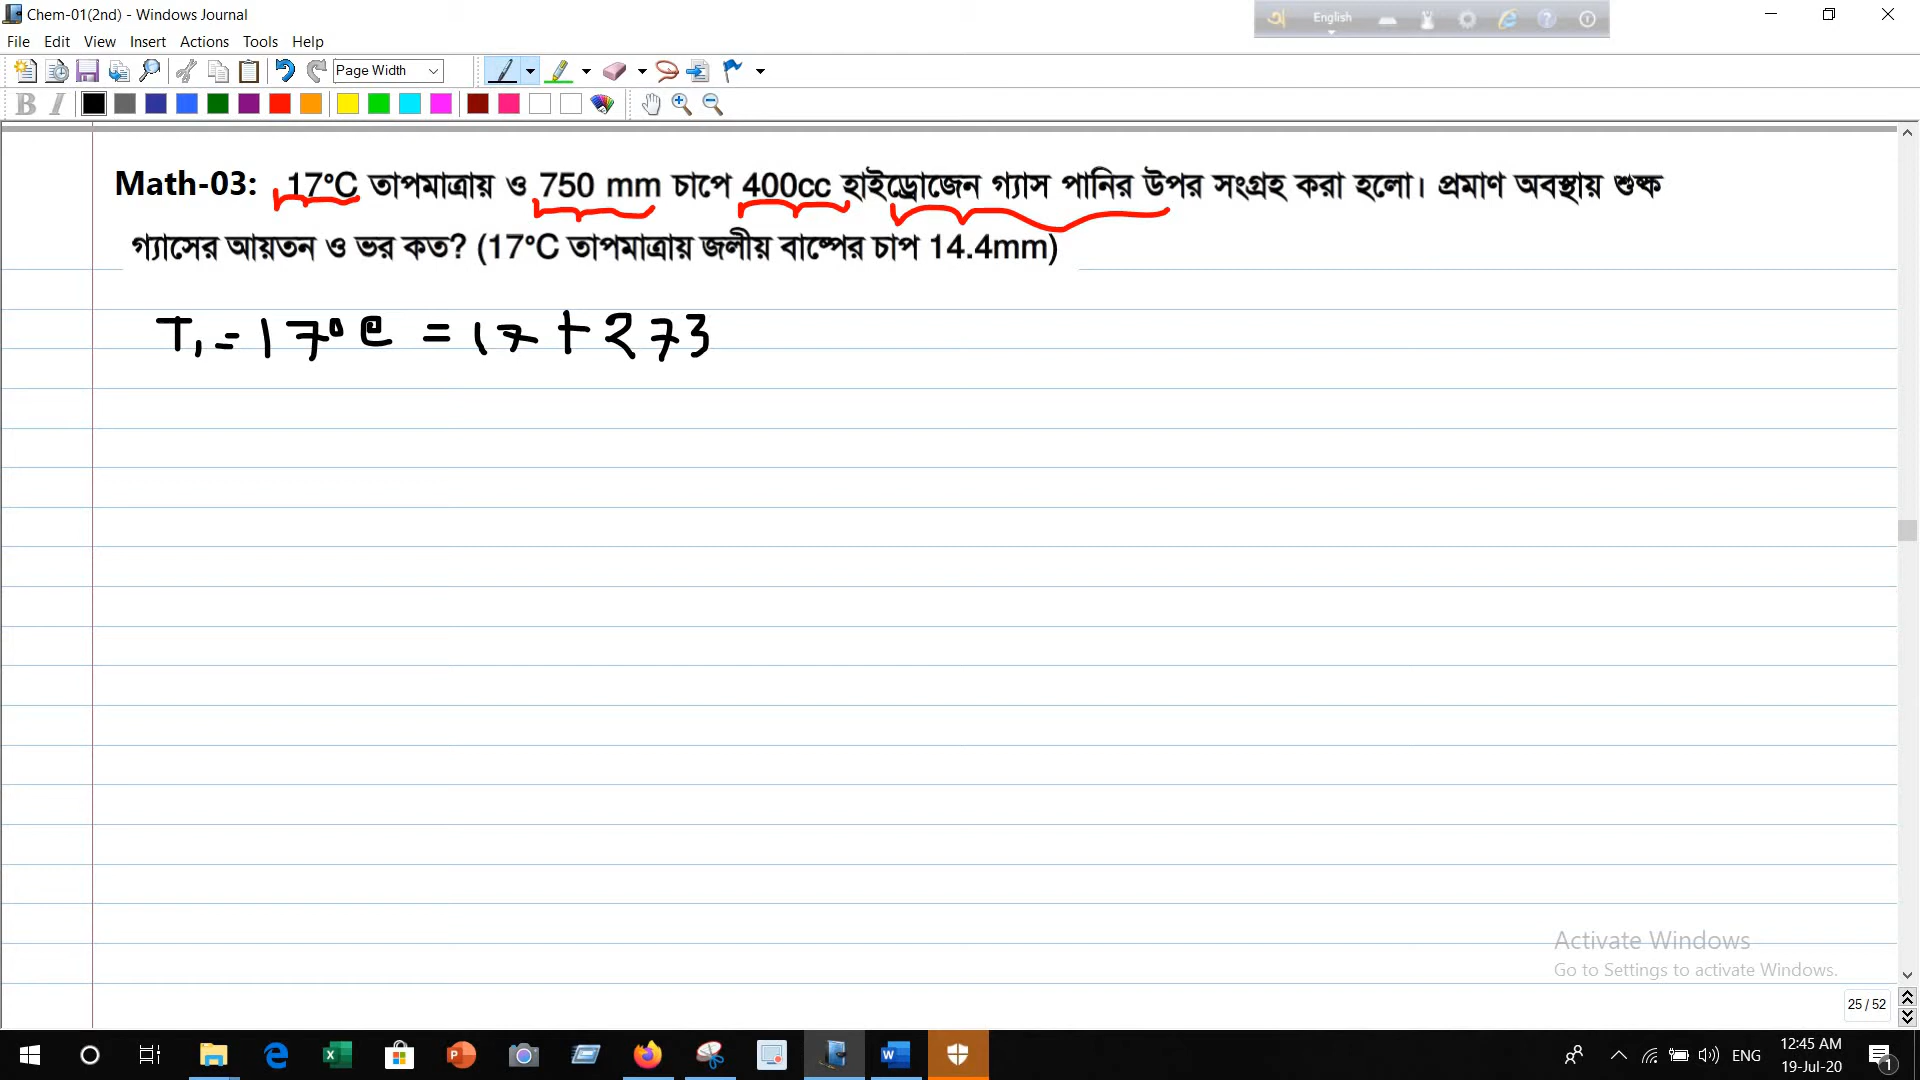 Chem-01(2nd) - Windows Journal
English
File Edit View Insert Actions Tools Help
Page Width
B I
Math-03: 17°C তাপমাত্রায় ও 750 mm চাপে 400cc হাইড্রোজেন গ্যাস পানির উপর সংগ্রহ করা হলো। প্রমাণ অবস্থায় শুষ্ক
গ্যাসের আয়তন ও ভর কত? (17°C তাপমাত্রায় জলীয় বাষ্পের চাপ 14.4mm)
T₁ = 17°C = 17 + 273
Activate Windows
Go to Settings to activate Windows.
25 / 52
ENG
12:45 AM
19-Jul-20
1